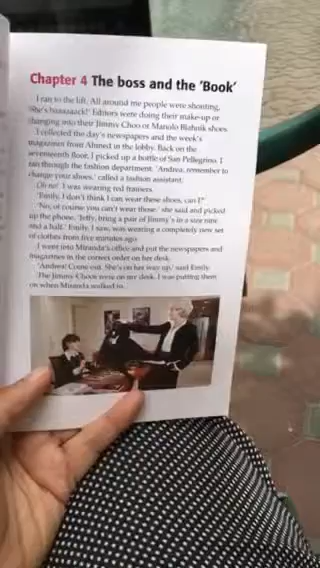 Chapter 4 The boss and the 'Book'
I ran to the lift. All around me people were shouting,
'She's baaaaaack!' Editors were doing their make-up or
changing into their Jimmy Choo or Manolo Blahnik shoes.
I collected the day's newspapers and the week's
magazines from Ahmed in the lobby. Back on the
seventeenth floor, I picked up a bottle of San Pellegrino. I
ran through the fashion department. 'Andrea, remember to
change your shoes,' called a fashion assistant.
Oh no! I was wearing red trainers.
'Emily, I don't think I can wear these shoes, can I?'
'No, of course you can't wear those,' she said and picked
up the phone. 'Jeffy, bring a pair of Jimmy's in a size nine
and a half.' Emily, I saw, was wearing a completely new set
of clothes from five minutes ago.
I went into Miranda's office and put the newspapers and
magazines in the correct order on her desk.
'Andrea! Come out. She's on her way up,' said Emily.
The Jimmy Choos were on my desk. I was putting them
on when Miranda walked in.